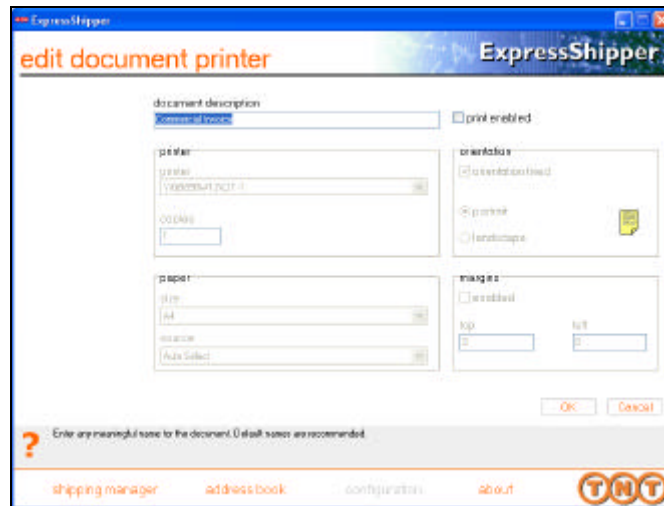 ExpressShipper
edit document printer
ExpressShipper
document description
Commercial Invoice
print enabled
printer
printer
copies
1
orientation
orientation fixed
portrait
landscape
paper
size
A4
source
Auto Select
margins
enabled
top
left
0
0
OK
Cancel
Enter any meaningful name for the document. Default names are recommended.
?
shipping manager
address book
configuration
about
TNT